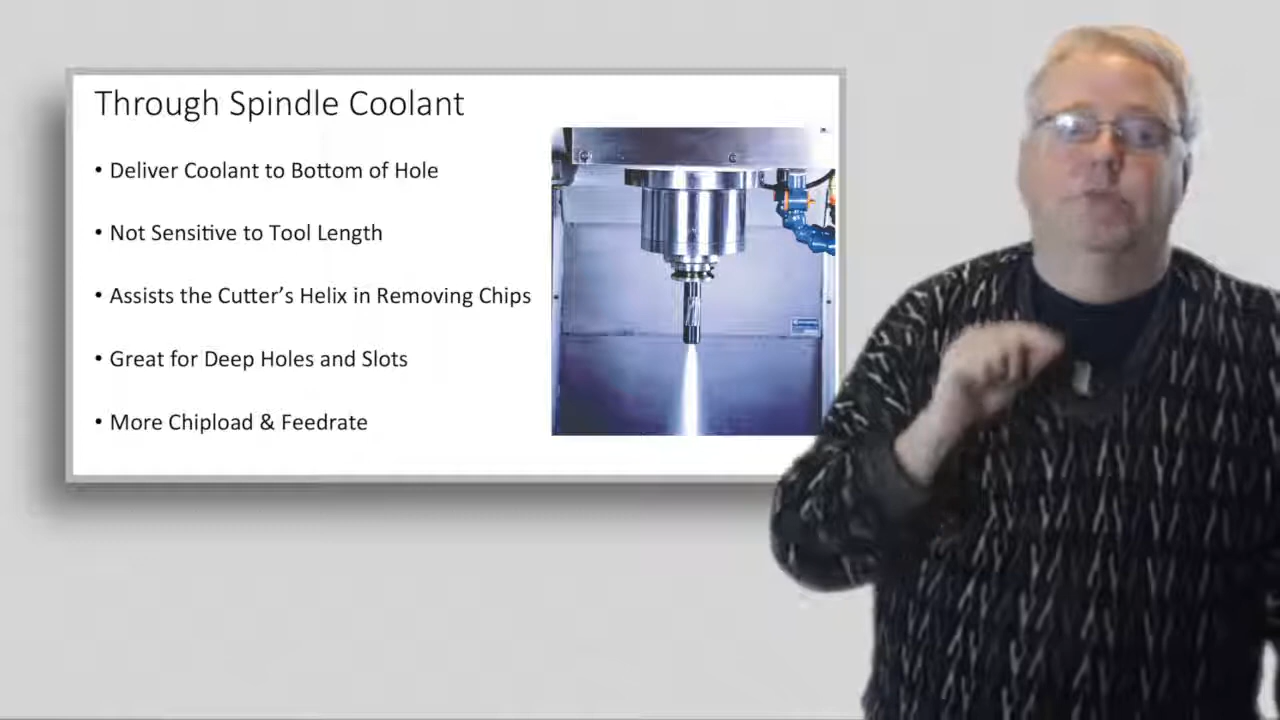 Through Spindle Coolant
• Deliver Coolant to Bottom of Hole
• Not Sensitive to Tool Length
• Assists the Cutter's Helix in Removing Chips
• Great for Deep Holes and Slots
• More Chipload & Feedrate